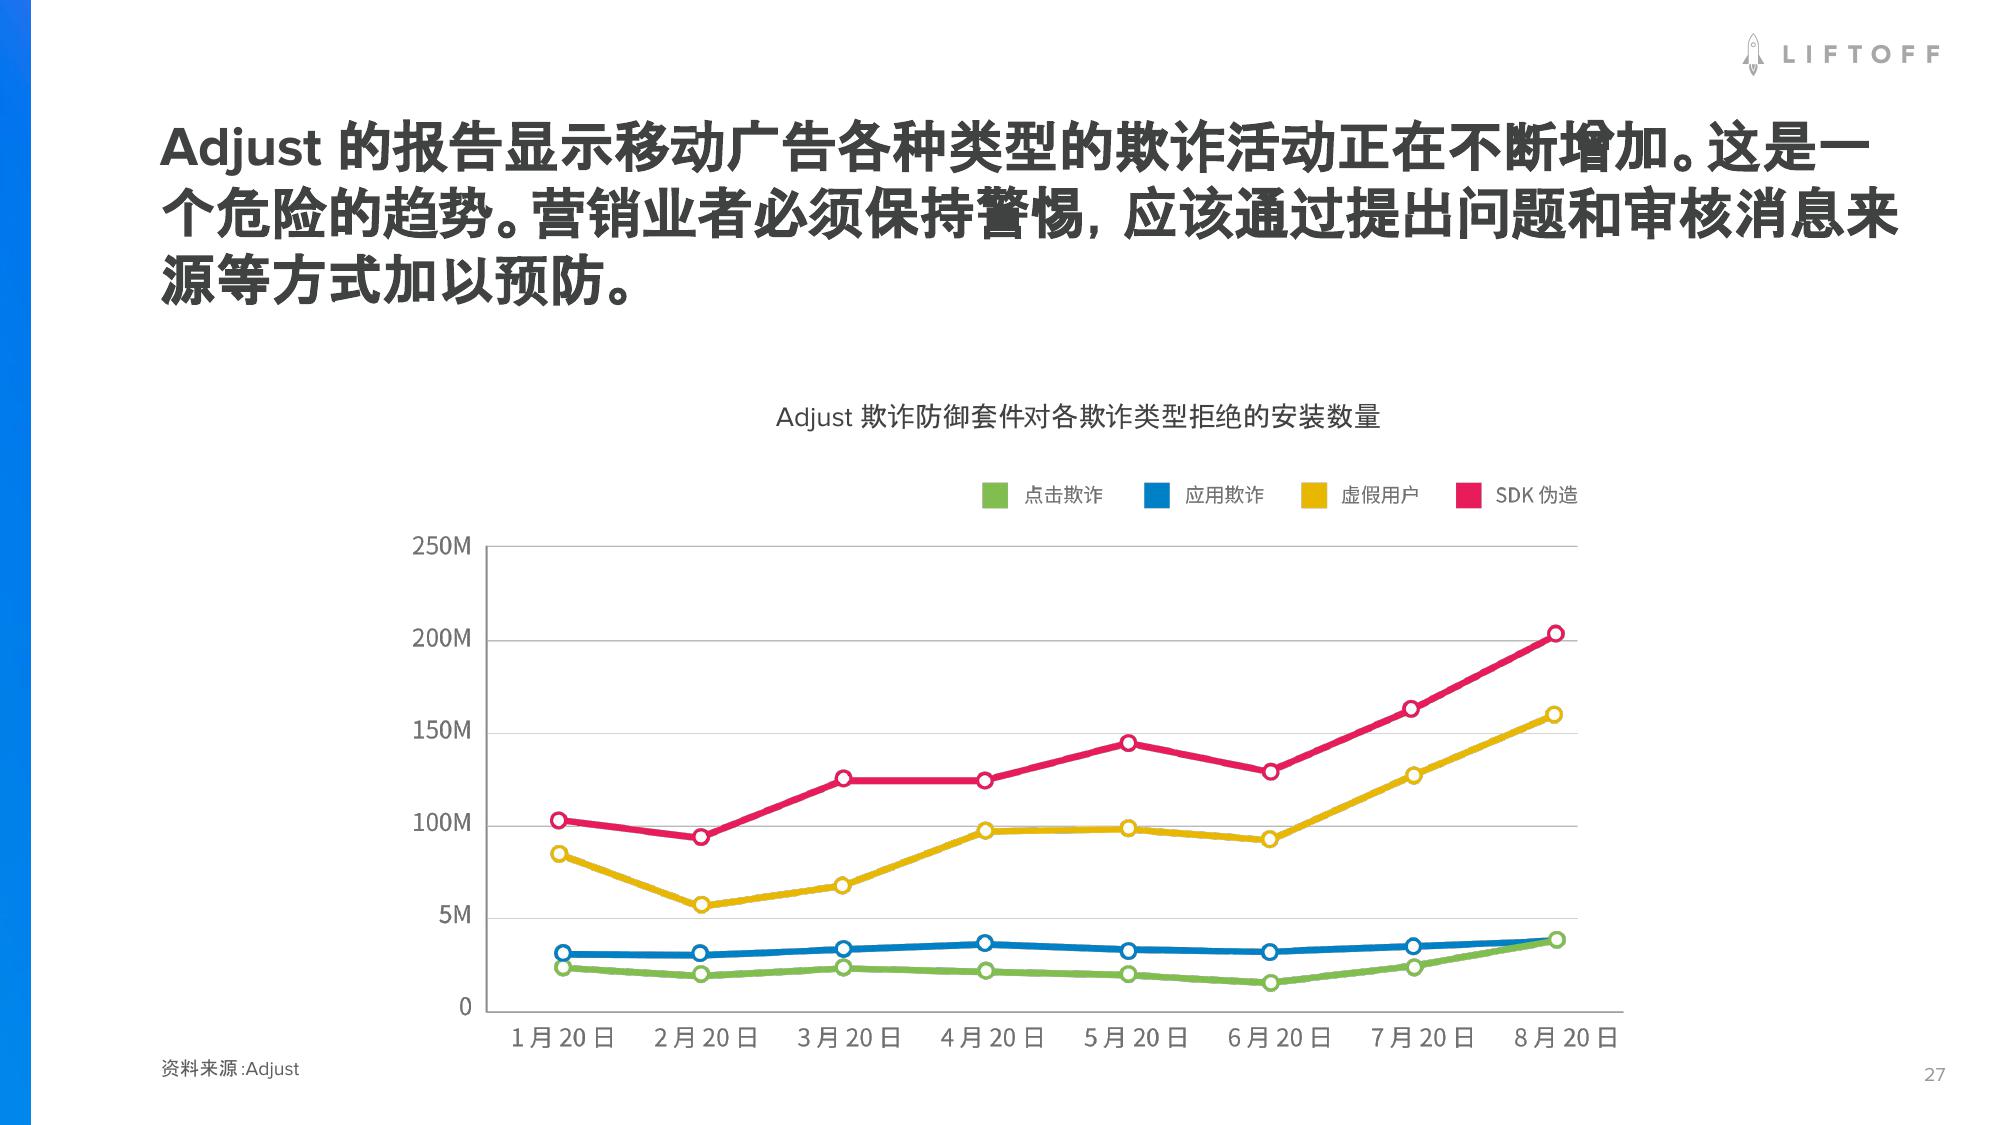 LIFTOFF
Adjust 的报告显示移动广告各种类型的欺诈活动正在不断增加。这是一
个危险的趋势。营销业者必须保持警惕，应该通过提出问题和审核消息来
源等方式加以预防。
Adjust 欺诈防御套件对各欺诈类型拒绝的安装数量
点击欺诈 应用欺诈 虚假用户 SDK 伪造
250M
200M
150M
100M
5M
0
1 月 20 日 2 月 20 日 3 月 20 日 4 月 20 日 5 月 20 日 6 月 20 日 7 月 20 日 8 月 20 日
资料来源:Adjust
27